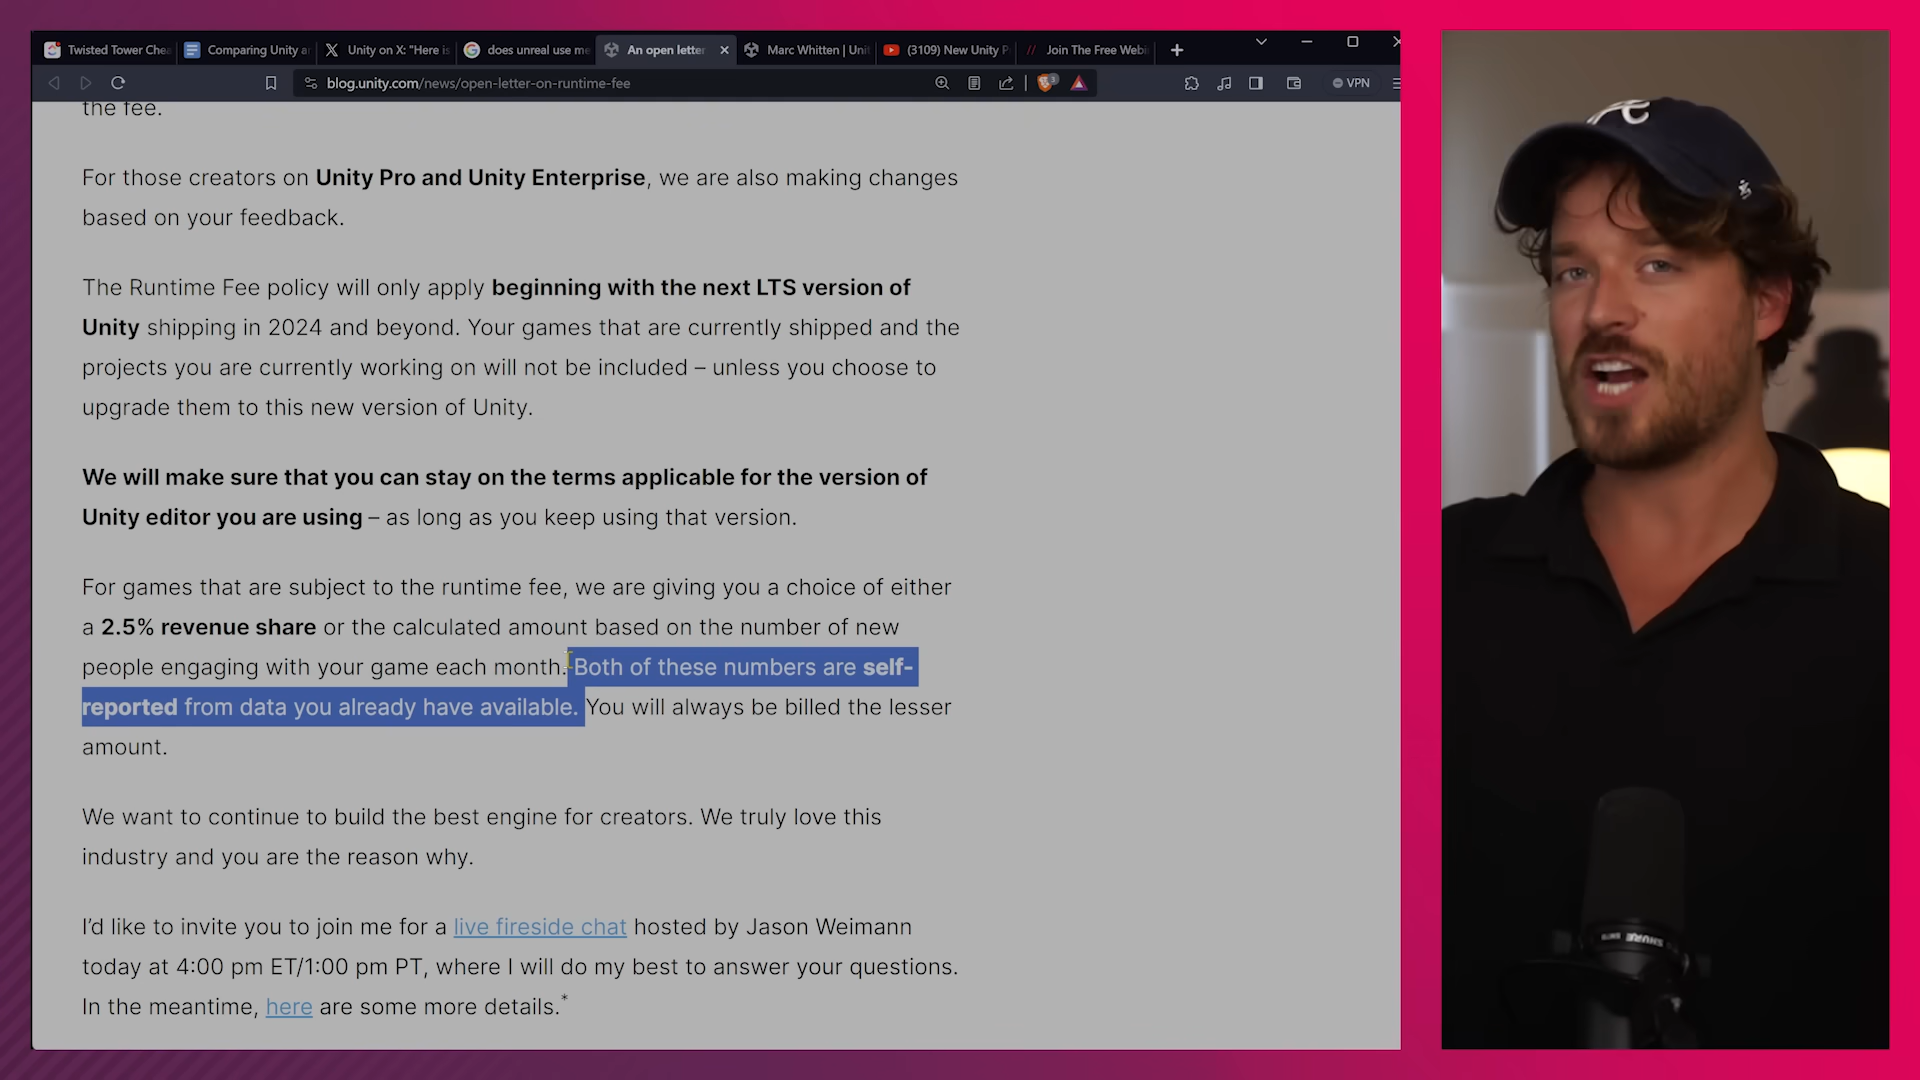 Twisted Tower Chea
Comparing Unity a
Unity on X: "Here is
does unreal use me
An open letter
Marc Whitten | Unit
(3109) New Unity P
Join The Free Webi
blog.unity.com/news/open-letter-on-runtime-fee
3
VPN
the fee.
For those creators on Unity Pro and Unity Enterprise, we are also making changes
based on your feedback.
The Runtime Fee policy will only apply beginning with the next LTS version of
Unity shipping in 2024 and beyond. Your games that are currently shipped and the
projects you are currently working on will not be included – unless you choose to
upgrade them to this new version of Unity.
We will make sure that you can stay on the terms applicable for the version of
Unity editor you are using – as long as you keep using that version.
For games that are subject to the runtime fee, we are giving you a choice of either
a 2.5% revenue share or the calculated amount based on the number of new
people engaging with your game each month. Both of these numbers are self-
reported from data you already have available. You will always be billed the lesser
amount.
We want to continue to build the best engine for creators. We truly love this
industry and you are the reason why.
I'd like to invite you to join me for a live fireside chat hosted by Jason Weimann
today at 4:00 pm ET/1:00 pm PT, where I will do my best to answer your questions.
In the meantime, here are some more details.*
SHURE